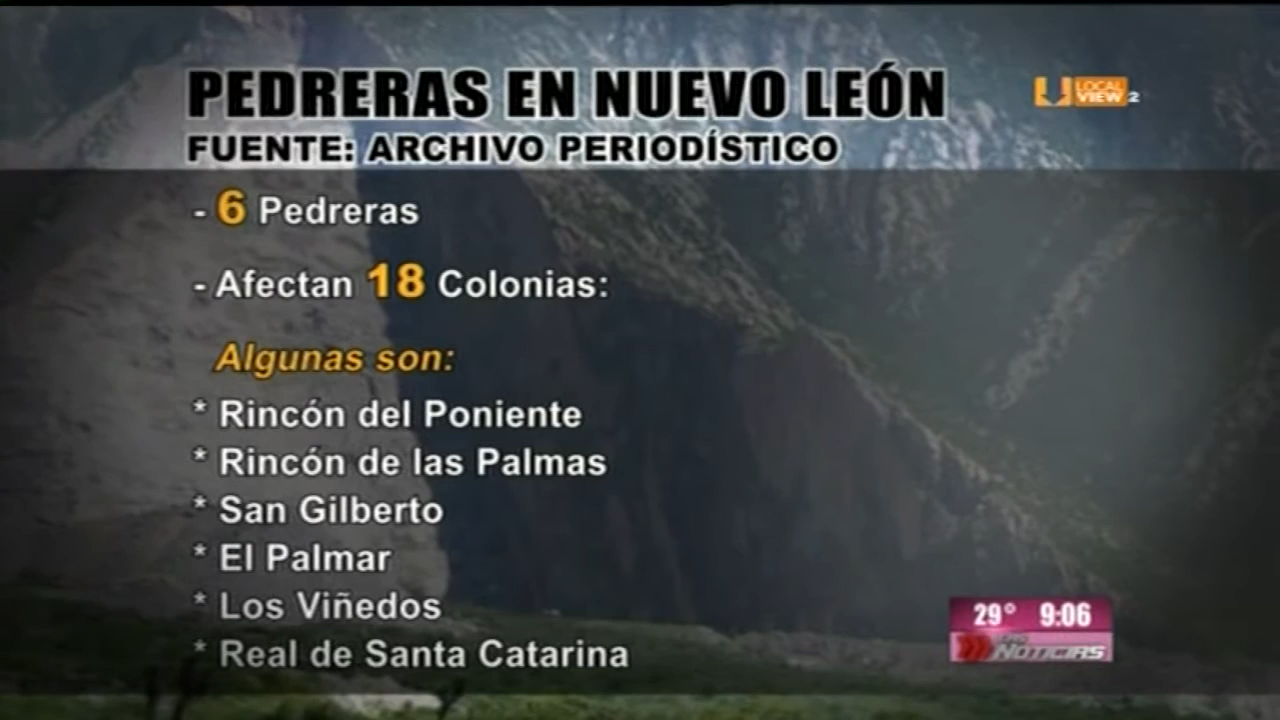 PEDRERAS EN NUEVO LEÓN
FUENTE: ARCHIVO PERIODÍSTICO
LOCAL
VIEW 2
- 6 Pedreras
- Afectan 18 Colonias:
Algunas son:
* Rincón del Poniente
* Rincón de las Palmas
* San Gilberto
* El Palmar
* Los Viñedos
* Real de Santa Catarina
29° 9:06
NOTICIAS